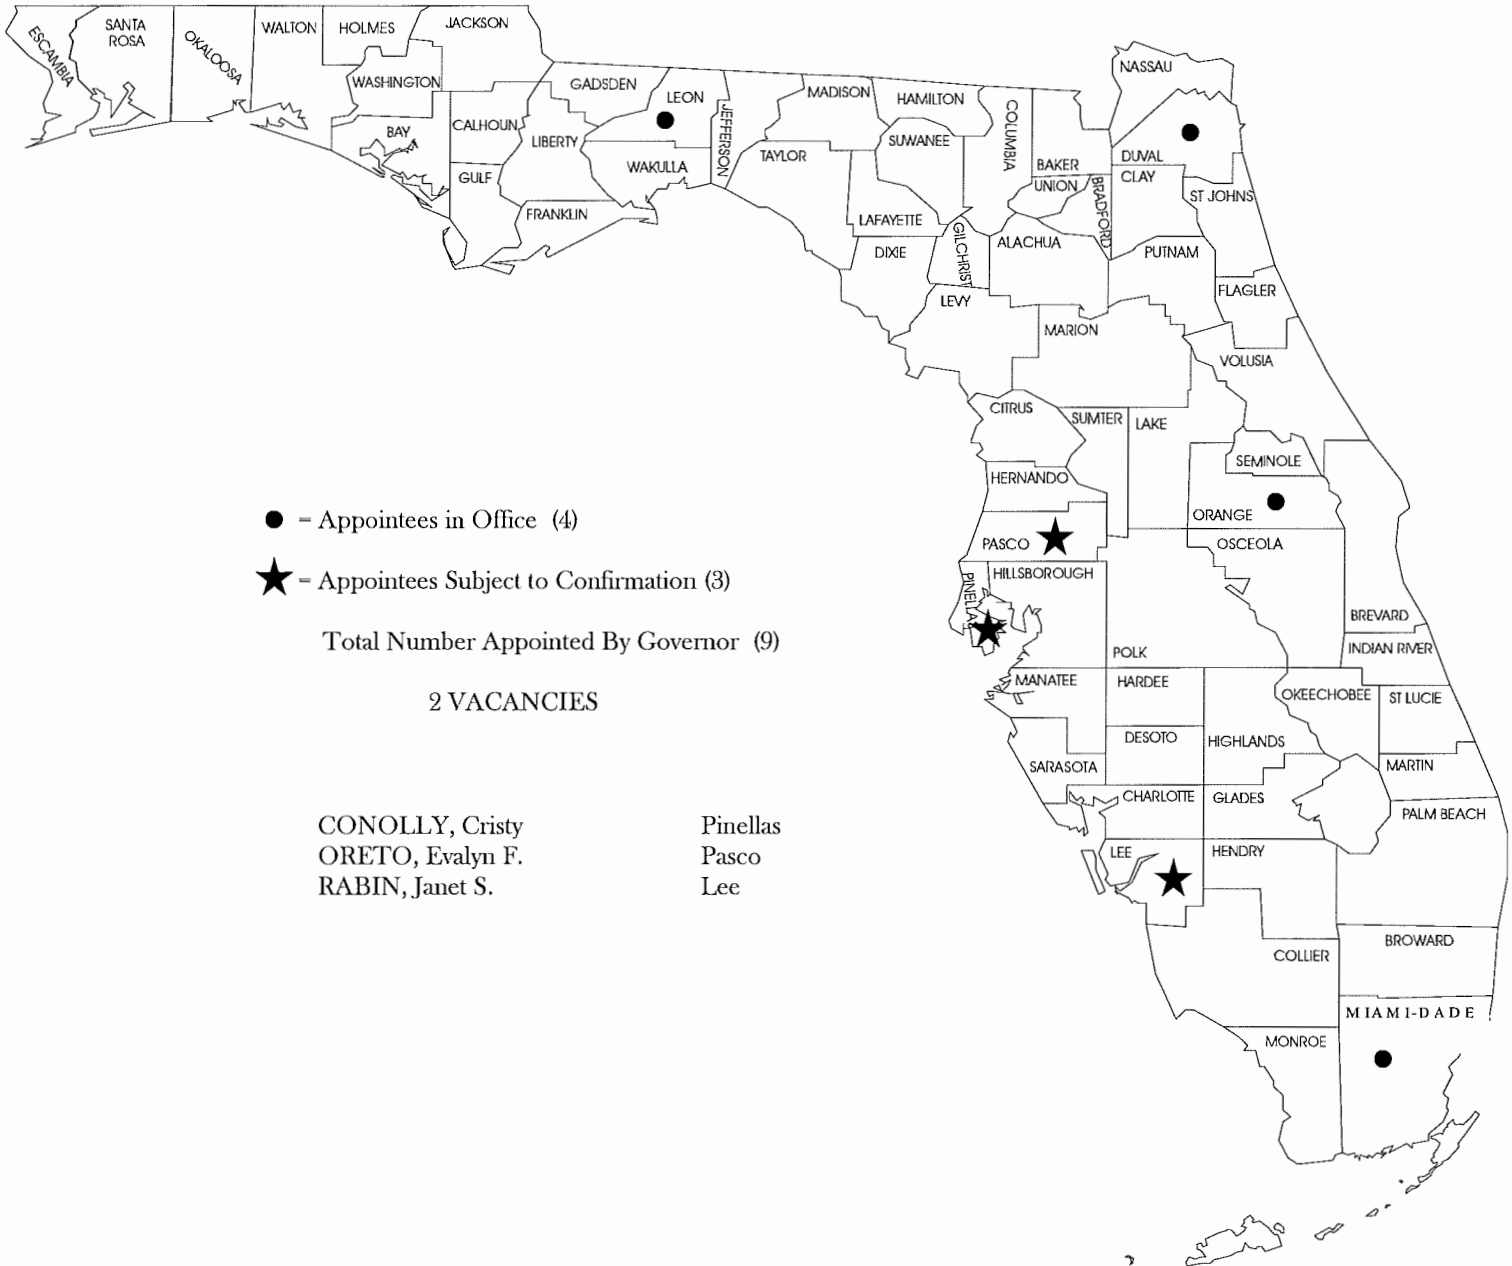 ESCAMBIA
SANTA
ROSA
OKALOOSA
WALTON
HOLMES
JACKSON
WASHINGTON
BAY
CALHOUN
GULF
GADSDEN
LIBERTY
FRANKLIN
LEON
WAKULLA
JEFFERSON
MADISON
TAYLOR
HAMILTON
SUWANEE
LAFAYETTE
DIXIE
COLUMBIA
GILCHRIST
BAKER
UNION
BRADFORD
ALACHUA
LEVY
NASSAU
DUVAL
CLAY
ST JOHNS
PUTNAM
FLAGLER
MARION
VOLUSIA
CITRUS
SUMTER
LAKE
SEMINOLE
HERNANDO
ORANGE
PASCO
OSCEOLA
HILLSBOROUGH
PINELLAS
POLK
BREVARD
INDIAN RIVER
MANATEE
HARDEE
OKEECHOBEE
ST LUCIE
DESOTO
HIGHLANDS
SARASOTA
MARTIN
CHARLOTTE
GLADES
PALM BEACH
LEE
HENDRY
BROWARD
COLLIER
MIAMI-DADE
MONROE
= Appointees in Office (4)
= Appointees Subject to Confirmation (3)
Total Number Appointed By Governor (9)
2 VACANCIES
CONOLLY, Cristy Pinellas
ORETO, Evalyn F. Pasco
RABIN, Janet S. Lee